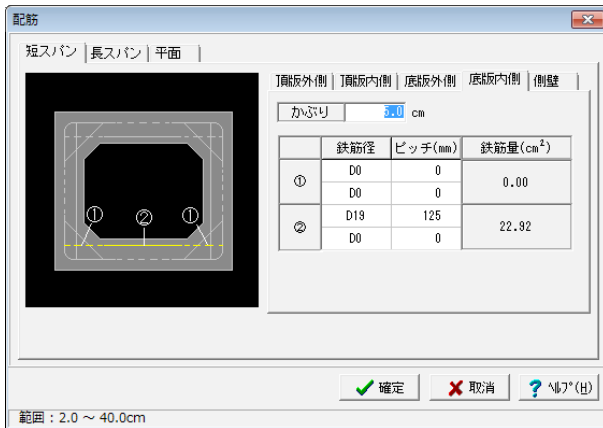 配筋
短スパン 長スパン 平面
頂版外側 頂版内側 底版外側 底版内側 側壁
かぶり 5.0 cm
鉄筋径 ピッチ(mm) 鉄筋量(cm²)
① D0 0 0.00
D0 0
② D19 125 22.92
D0 0
① ② ①
確定 取消 ヘルプ(H)
範囲：2.0 ～ 40.0cm